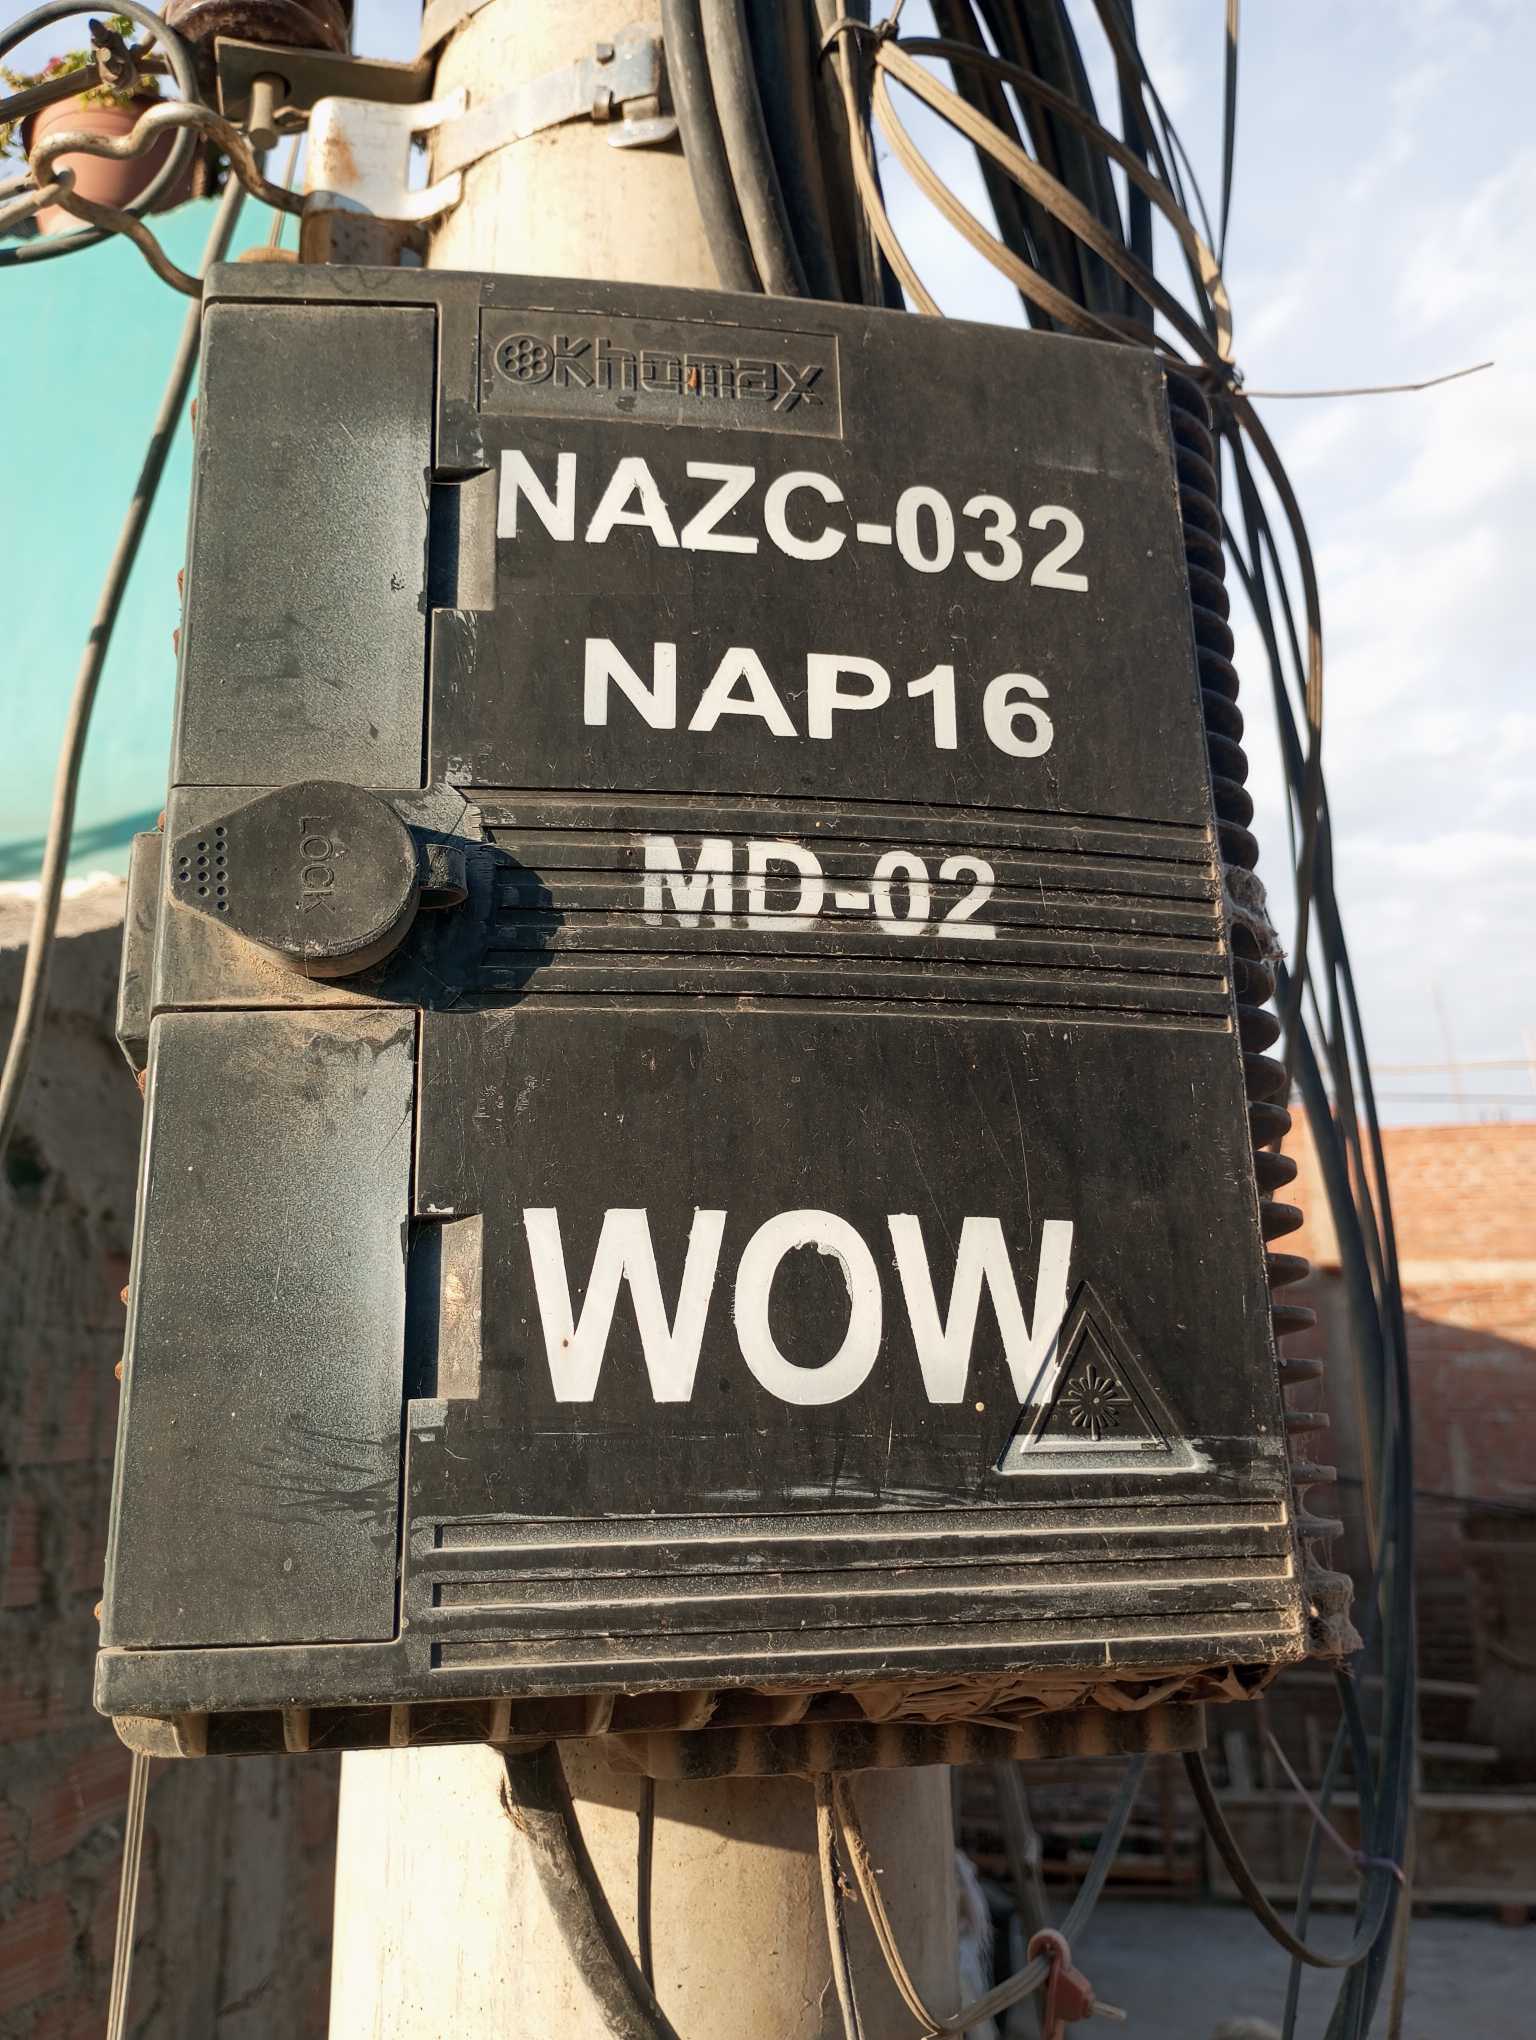 Khomax
NAZC-032
NAP16
LOCK
MD-02
WOW